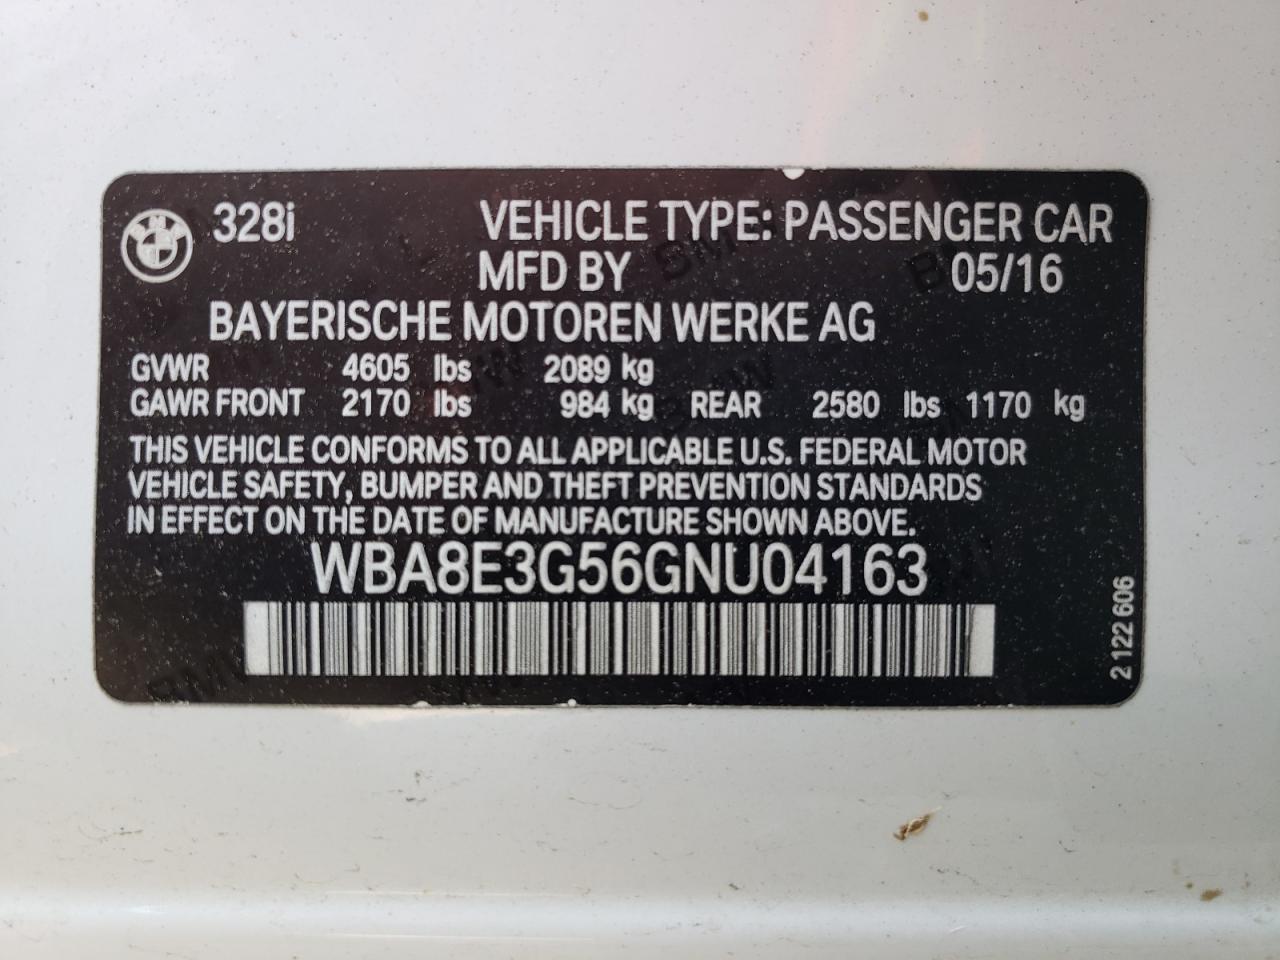 328i VEHICLE TYPE: PASSENGER CAR
MFD BY 05/16
BAYERISCHE MOTOREN WERKE AG
GVWR 4605 lbs 2089 kg
GAWR FRONT 2170 lbs 984 kg REAR 2580 lbs 1170 kg
THIS VEHICLE CONFORMS TO ALL APPLICABLE U.S. FEDERAL MOTOR
VEHICLE SAFETY, BUMPER AND THEFT PREVENTION STANDARDS
IN EFFECT ON THE DATE OF MANUFACTURE SHOWN ABOVE.
WBA8E3G56GNU04163
2 122 606